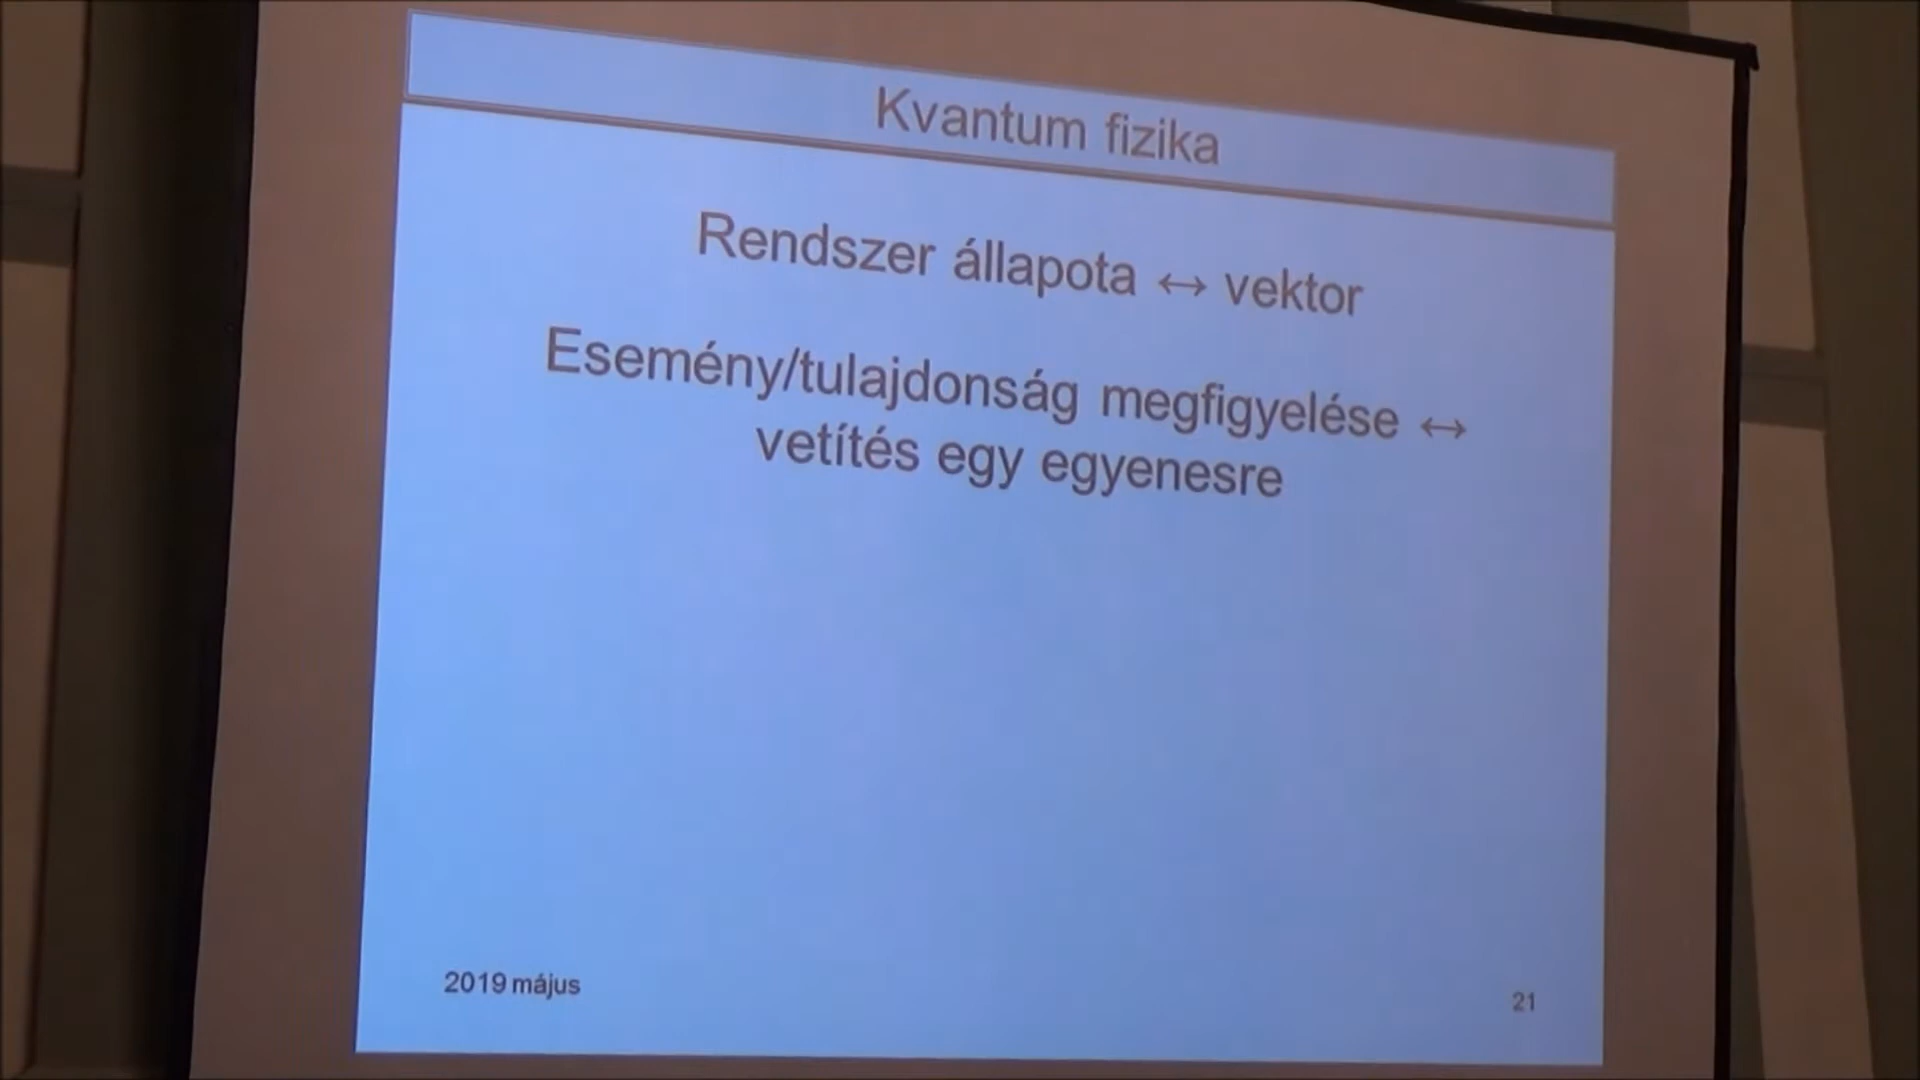 Kvantum fizika
Rendszer állapota ↔ vektor
Esemény/tulajdonság megfigyelése ↔
vetítés egy egyenesre
2019 május
21